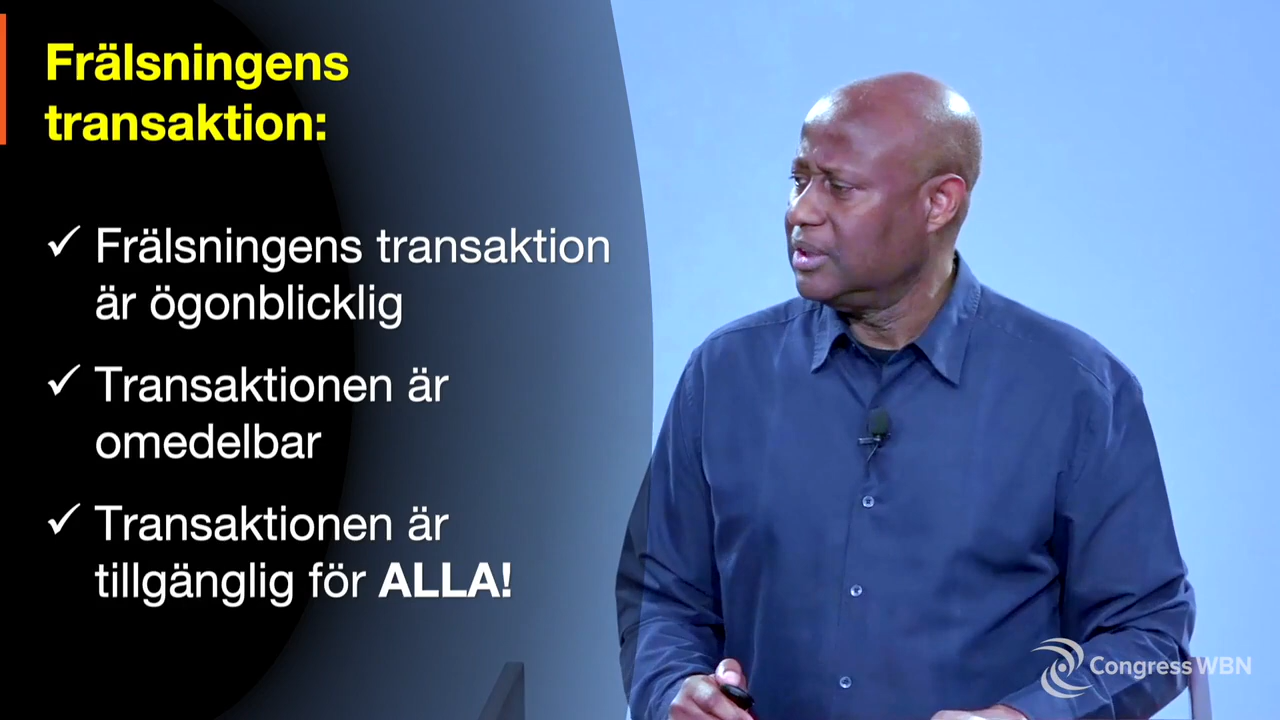 Frälsningens
transaktion:
✓ Frälsningens transaktion
är ögonblicklig
✓ Transaktionen är
omedelbar
✓ Transaktionen är
tillgänglig för ALLA!
Congress WBN